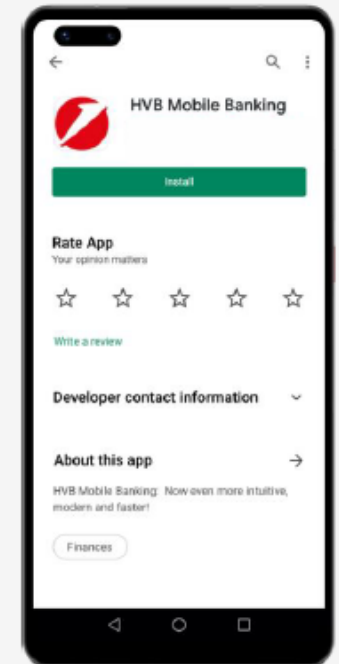 HVB Mobile Banking
Install
Rate App
Your opinion matters
Write a review
Developer contact information
About this app
HVB Mobile Banking: Now even more intuitive,
modern and faster!
Finances